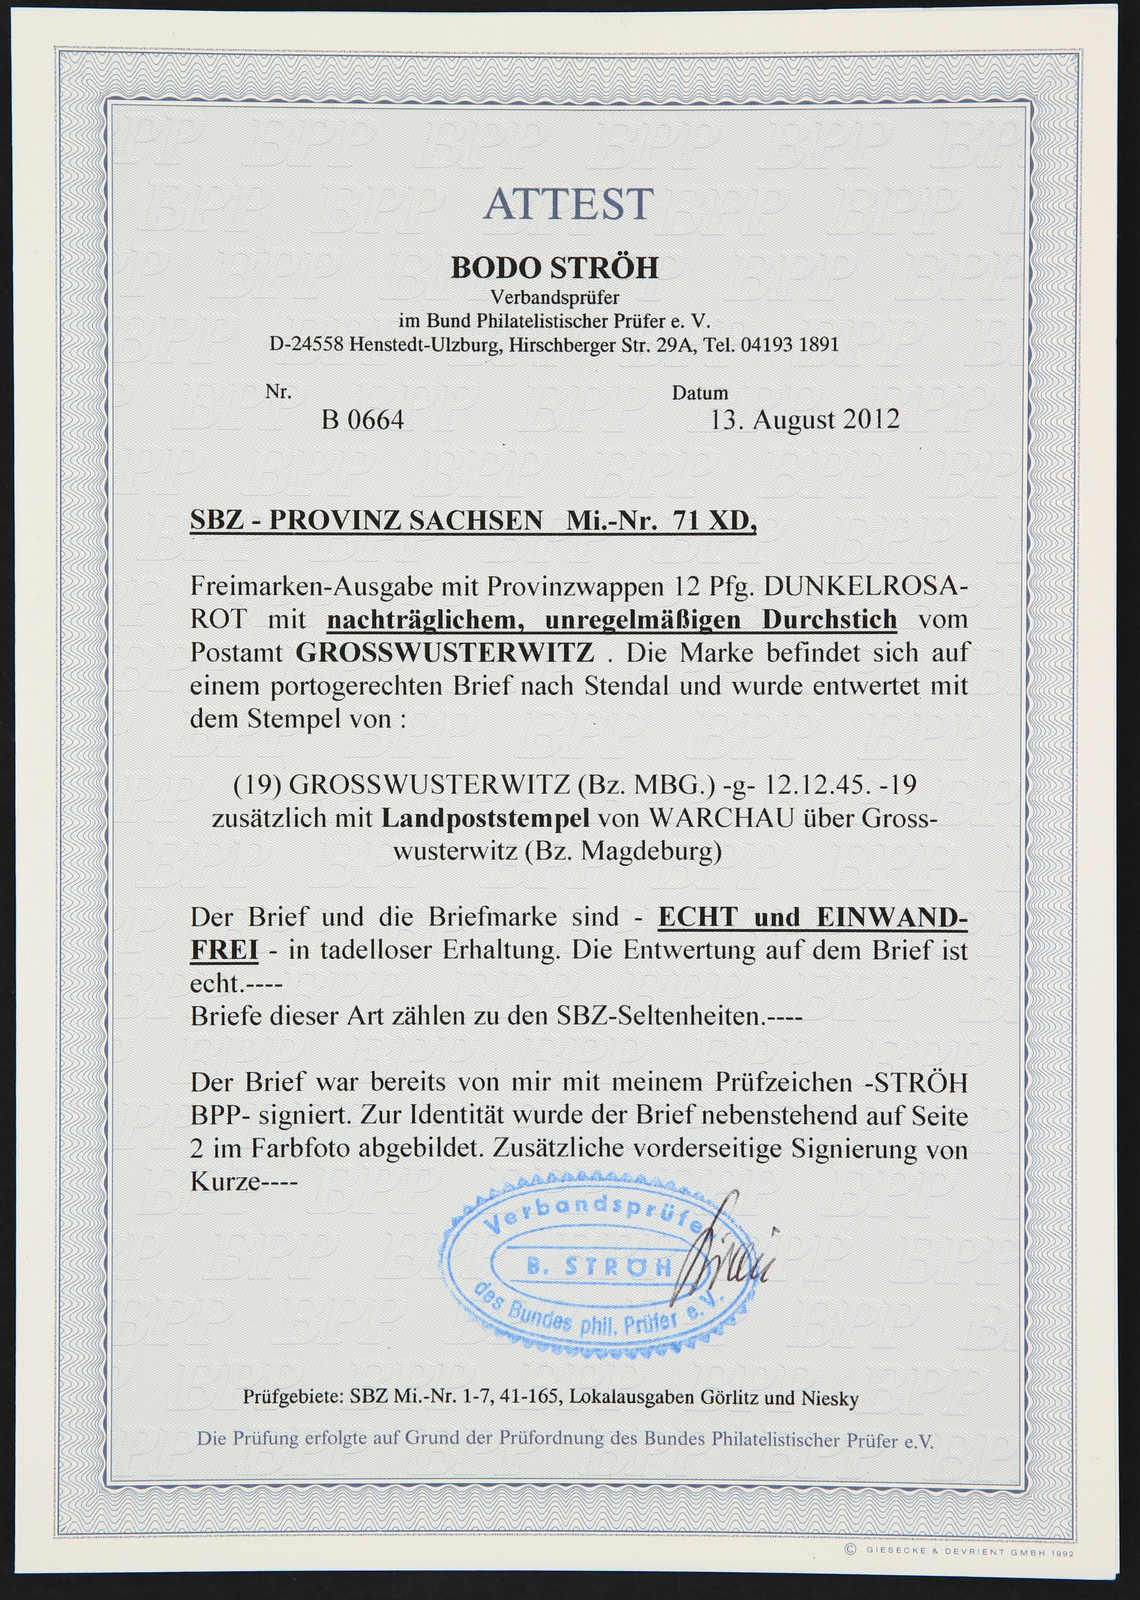 ATTEST
BODO STRÖH
Verbandsprüfer
im Bund Philatelistischer Prüfer e. V.
D-24558 Henstedt-Ulzburg, Hirschberger Str. 29A, Tel. 04193 1891
Nr. Datum
B 0664 13. August 2012
SBZ - PROVINZ SACHSEN Mi.-Nr. 71 XD,
Freimarken-Ausgabe mit Provinzwappen 12 Pfg. DUNKELROSA-
ROT mit nachträglichem, unregelmäßigen Durchstich vom
Postamt GROSSWUSTERWITZ . Die Marke befindet sich auf
einem portogerechten Brief nach Stendal und wurde entwertet mit
dem Stempel von :
(19) GROSSWUSTERWITZ (Bz. MBG.) -g- 12.12.45. -19
zusätzlich mit Landpoststempel von WARCHAU über Gross-
wusterwitz (Bz. Magdeburg)
Der Brief und die Briefmarke sind - ECHT und EINWAND-
FREI - in tadelloser Erhaltung. Die Entwertung auf dem Brief ist
echt.----
Briefe dieser Art zählen zu den SBZ-Seltenheiten.----
Der Brief war bereits von mir mit meinem Prüfzeichen -STRÖH
BPP- signiert. Zur Identität wurde der Brief nebenstehend auf Seite
2 im Farbfoto abgebildet. Zusätzliche vorderseitige Signierung von
Kurze----
Verbandsprüfer
B. STRÖH
des Bundes phil. Prüfer e.V.
Prüfgebiete: SBZ Mi.-Nr. 1-7, 41-165, Lokalausgaben Görlitz und Niesky
Die Prüfung erfolgte auf Grund der Prüfordnung des Bundes Philatelistischer Prüfer e.V.
© GIESECKE & DEVRIENT GMBH 1992